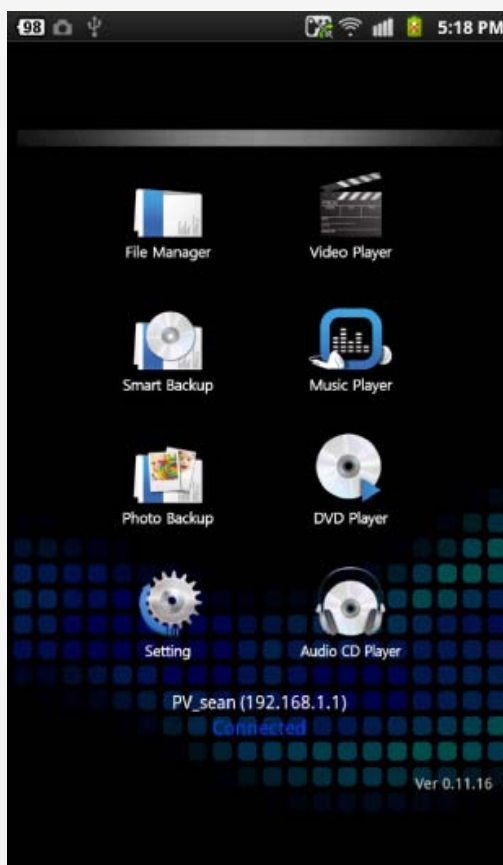 98 5:18 PM
File Manager Video Player
Smart Backup Music Player
Photo Backup DVD Player
Setting Audio CD Player
PV_sean (192.168.1.1)
Connected
Ver 0.11.16